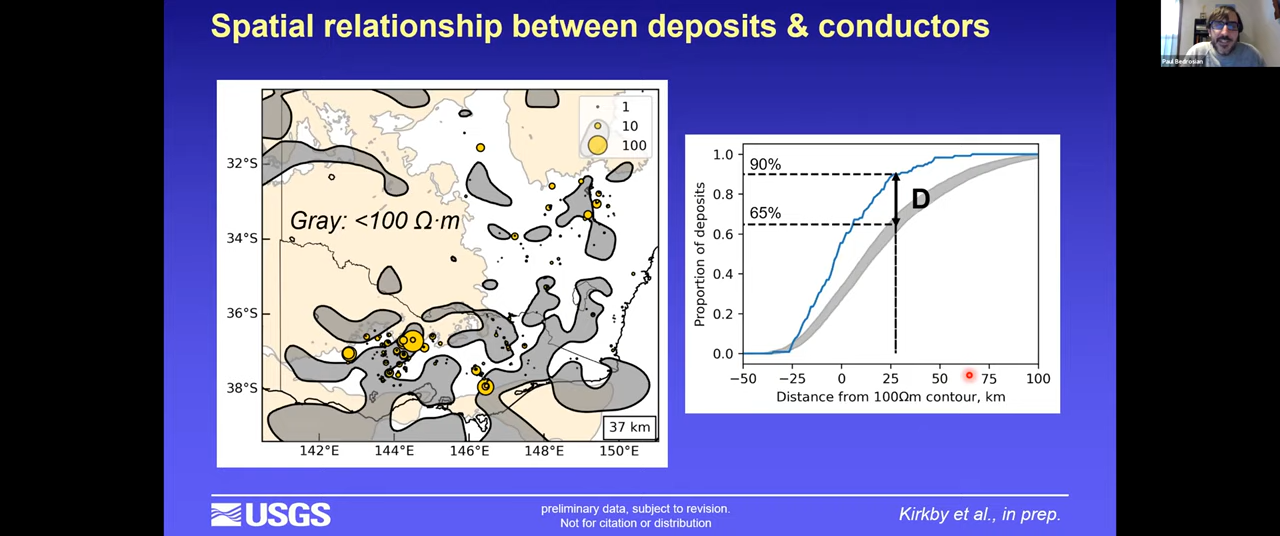 Spatial relationship between deposits & conductors
Paul Bedrosian
1
10
100
32°S
34°S
36°S
38°S
Gray: <100 Ω·m
37 km
142°E 144°E 146°E 148°E 150°E
Proportion of deposits
1.0
0.8
0.6
0.4
0.2
0.0
90%
65%
D
−50 −25 0 25 50 75 100
Distance from 100Ωm contour, km
USGS
preliminary data, subject to revision.
Not for citation or distribution
Kirkby et al., in prep.